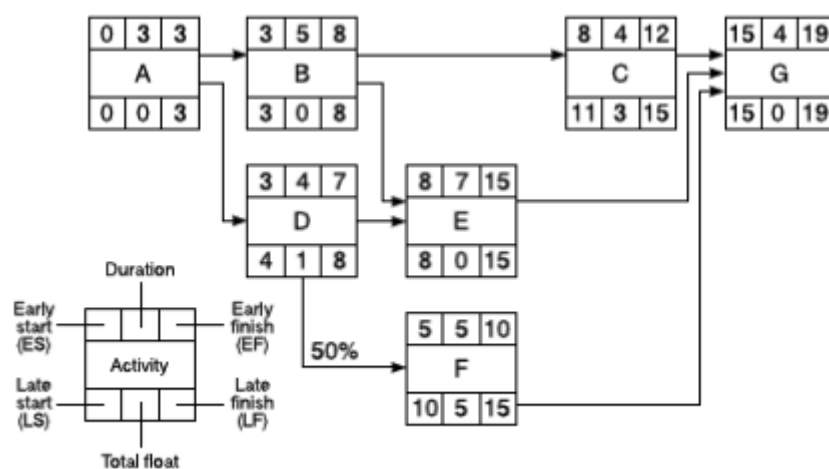 0 3 3
A
0 0 3
3 5 8
B
3 0 8
8 4 12
C
11 3 15
15 4 19
G
15 0 19
3 4 7
D
4 1 8
8 7 15
E
8 0 15
50%
5 5 10
F
10 5 15
Duration
Early
start
(ES)
Early
finish
(EF)
Activity
Late
start
(LS)
Late
finish
(LF)
Total float